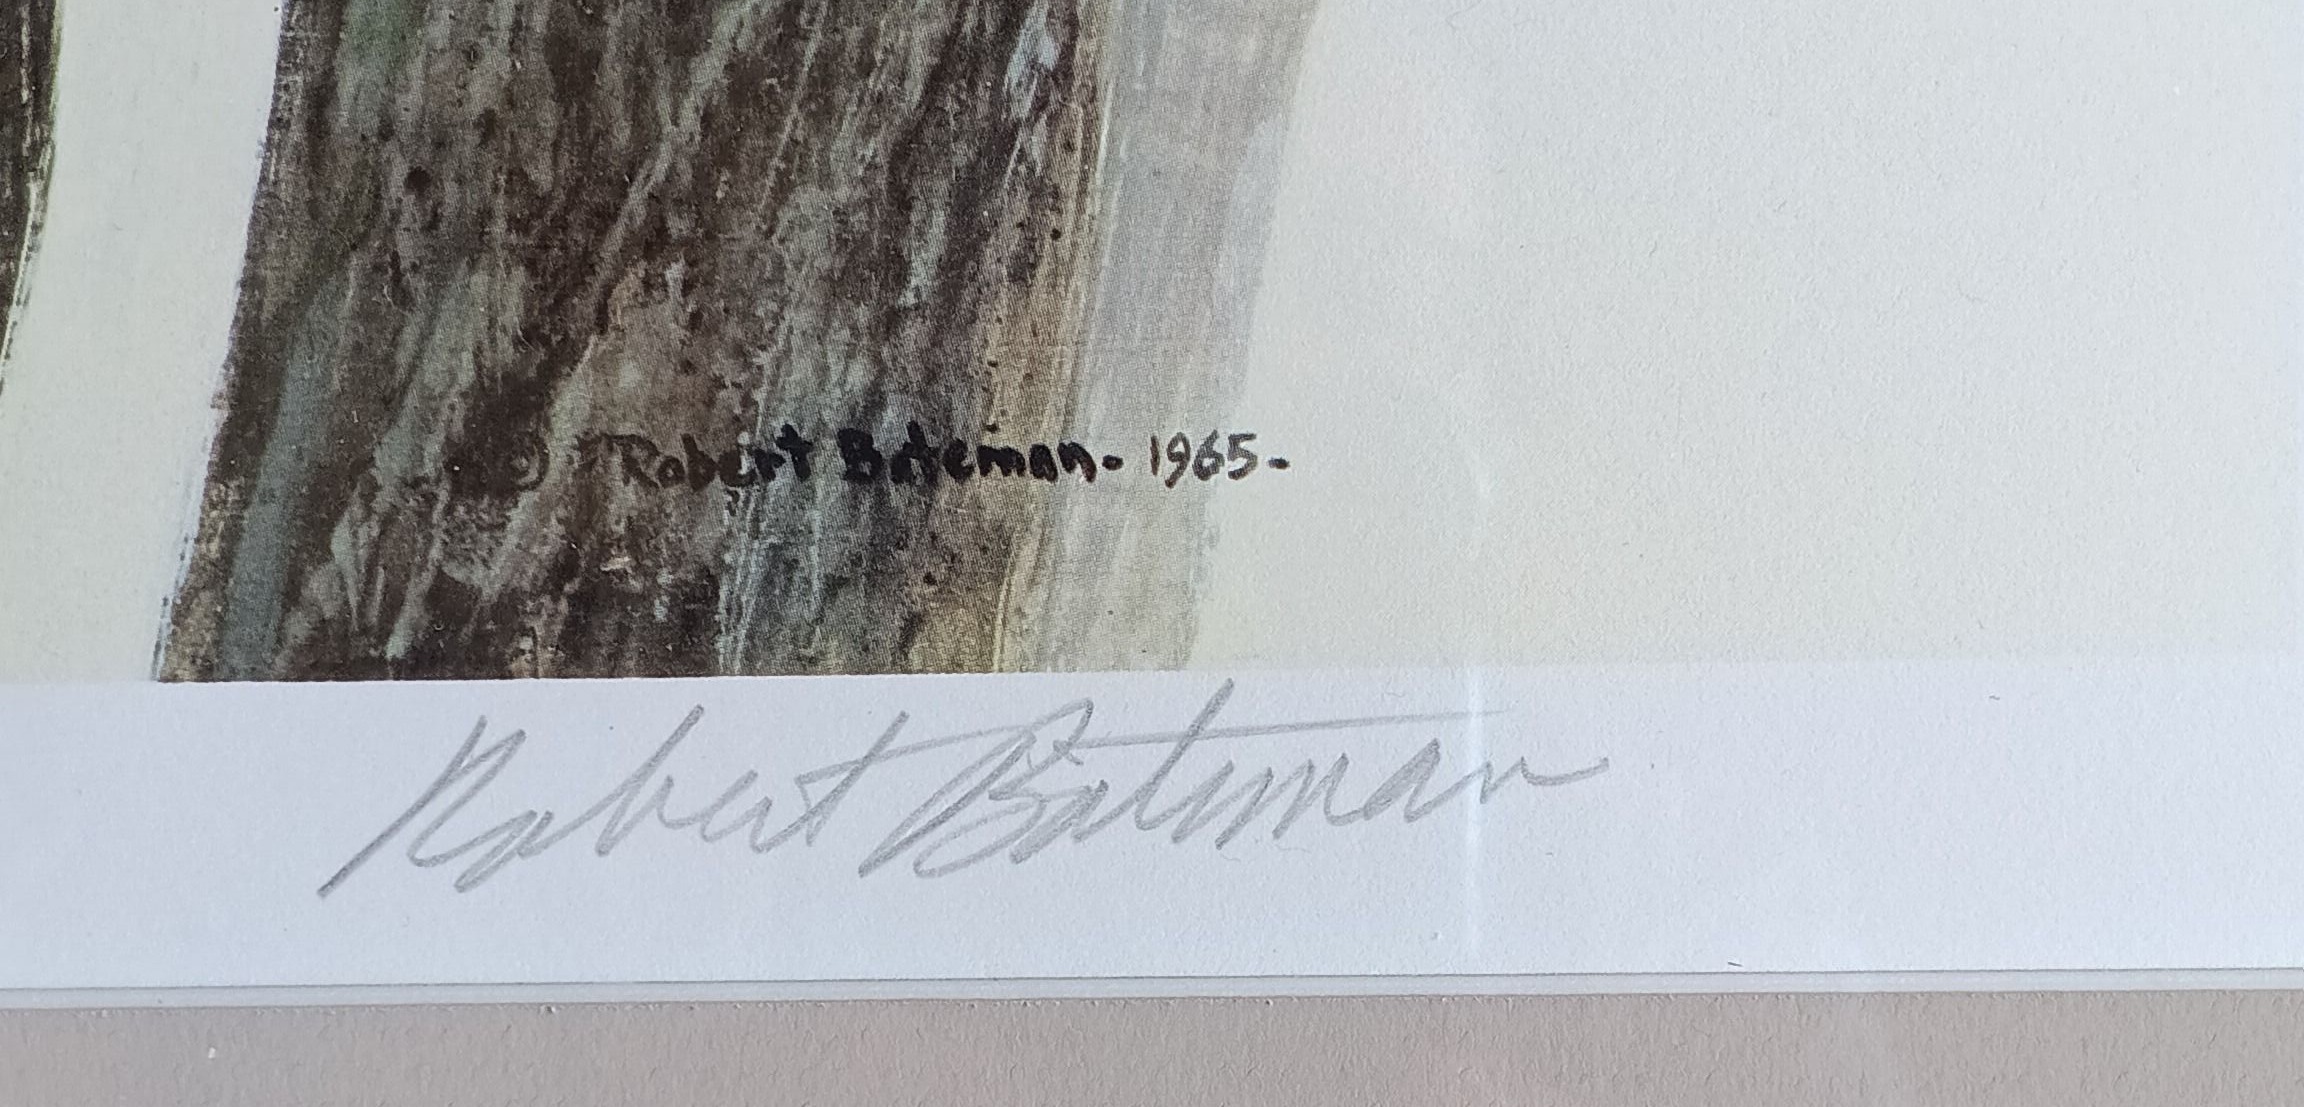 © Robert Bateman - 1965 -
Robert Bateman